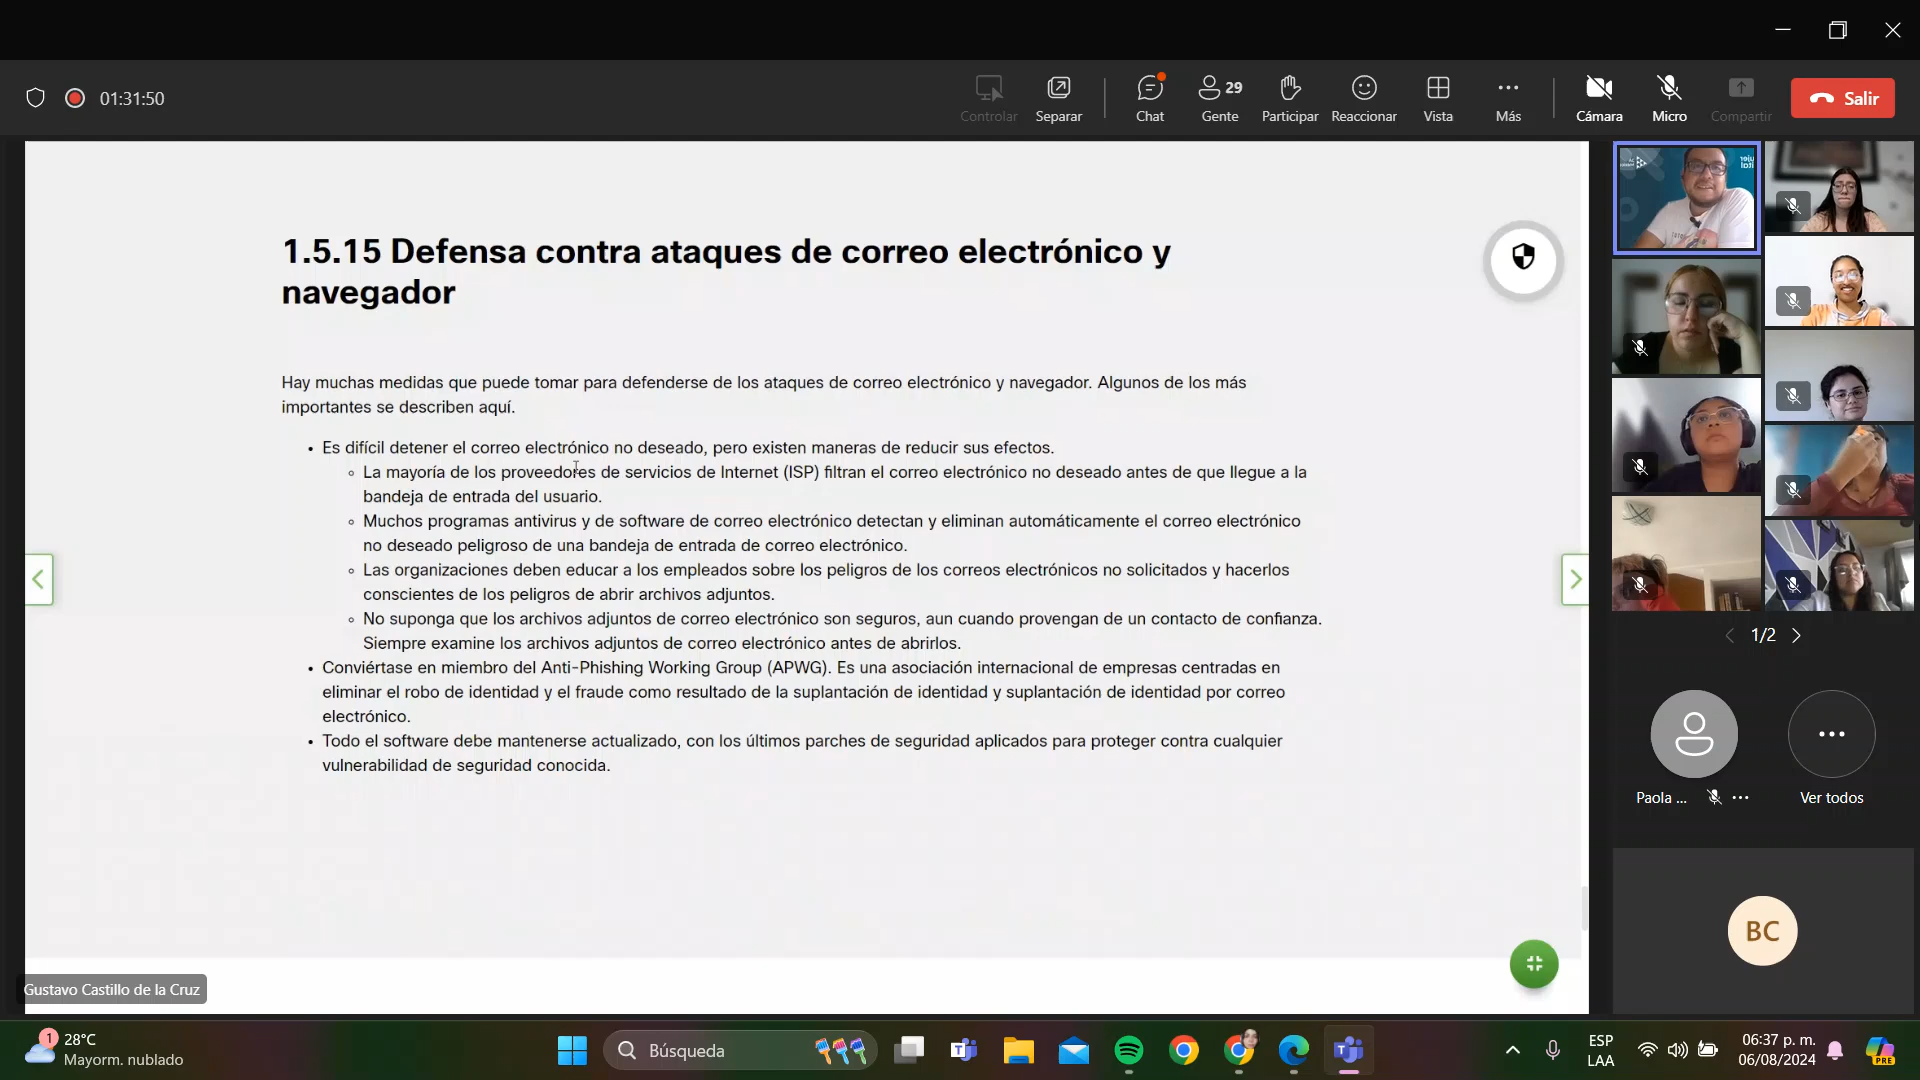 01:31:50
Controlar
Separar
Chat
29
Gente
Participar
Reaccionar
Vista
Más
Cámara
Micro
Compartir
Salir
1.5.15 Defensa contra ataques de correo electrónico y
navegador
Hay muchas medidas que puede tomar para defenderse de los ataques de correo electrónico y navegador. Algunos de los más
importantes se describen aquí.
• Es difícil detener el correo electrónico no deseado, pero existen maneras de reducir sus efectos.
◦ La mayoría de los proveedores de servicios de Internet (ISP) filtran el correo electrónico no deseado antes de que llegue a la
bandeja de entrada del usuario.
◦ Muchos programas antivirus y de software de correo electrónico detectan y eliminan automáticamente el correo electrónico
no deseado peligroso de una bandeja de entrada de correo electrónico.
◦ Las organizaciones deben educar a los empleados sobre los peligros de los correos electrónicos no solicitados y hacerlos
conscientes de los peligros de abrir archivos adjuntos.
◦ No suponga que los archivos adjuntos de correo electrónico son seguros, aun cuando provengan de un contacto de confianza.
Siempre examine los archivos adjuntos de correo electrónico antes de abrirlos.
• Conviértase en miembro del Anti-Phishing Working Group (APWG). Es una asociación internacional de empresas centradas en
eliminar el robo de identidad y el fraude como resultado de la suplantación de identidad y suplantación de identidad por correo
electrónico.
• Todo el software debe mantenerse actualizado, con los últimos parches de seguridad aplicados para proteger contra cualquier
vulnerabilidad de seguridad conocida.
1/2
Paola ...
Ver todos
BC
Gustavo Castillo de la Cruz
1
28°C
Mayorm. nublado
Búsqueda
ESP
LAA
06:37 p. m.
06/08/2024
PRE